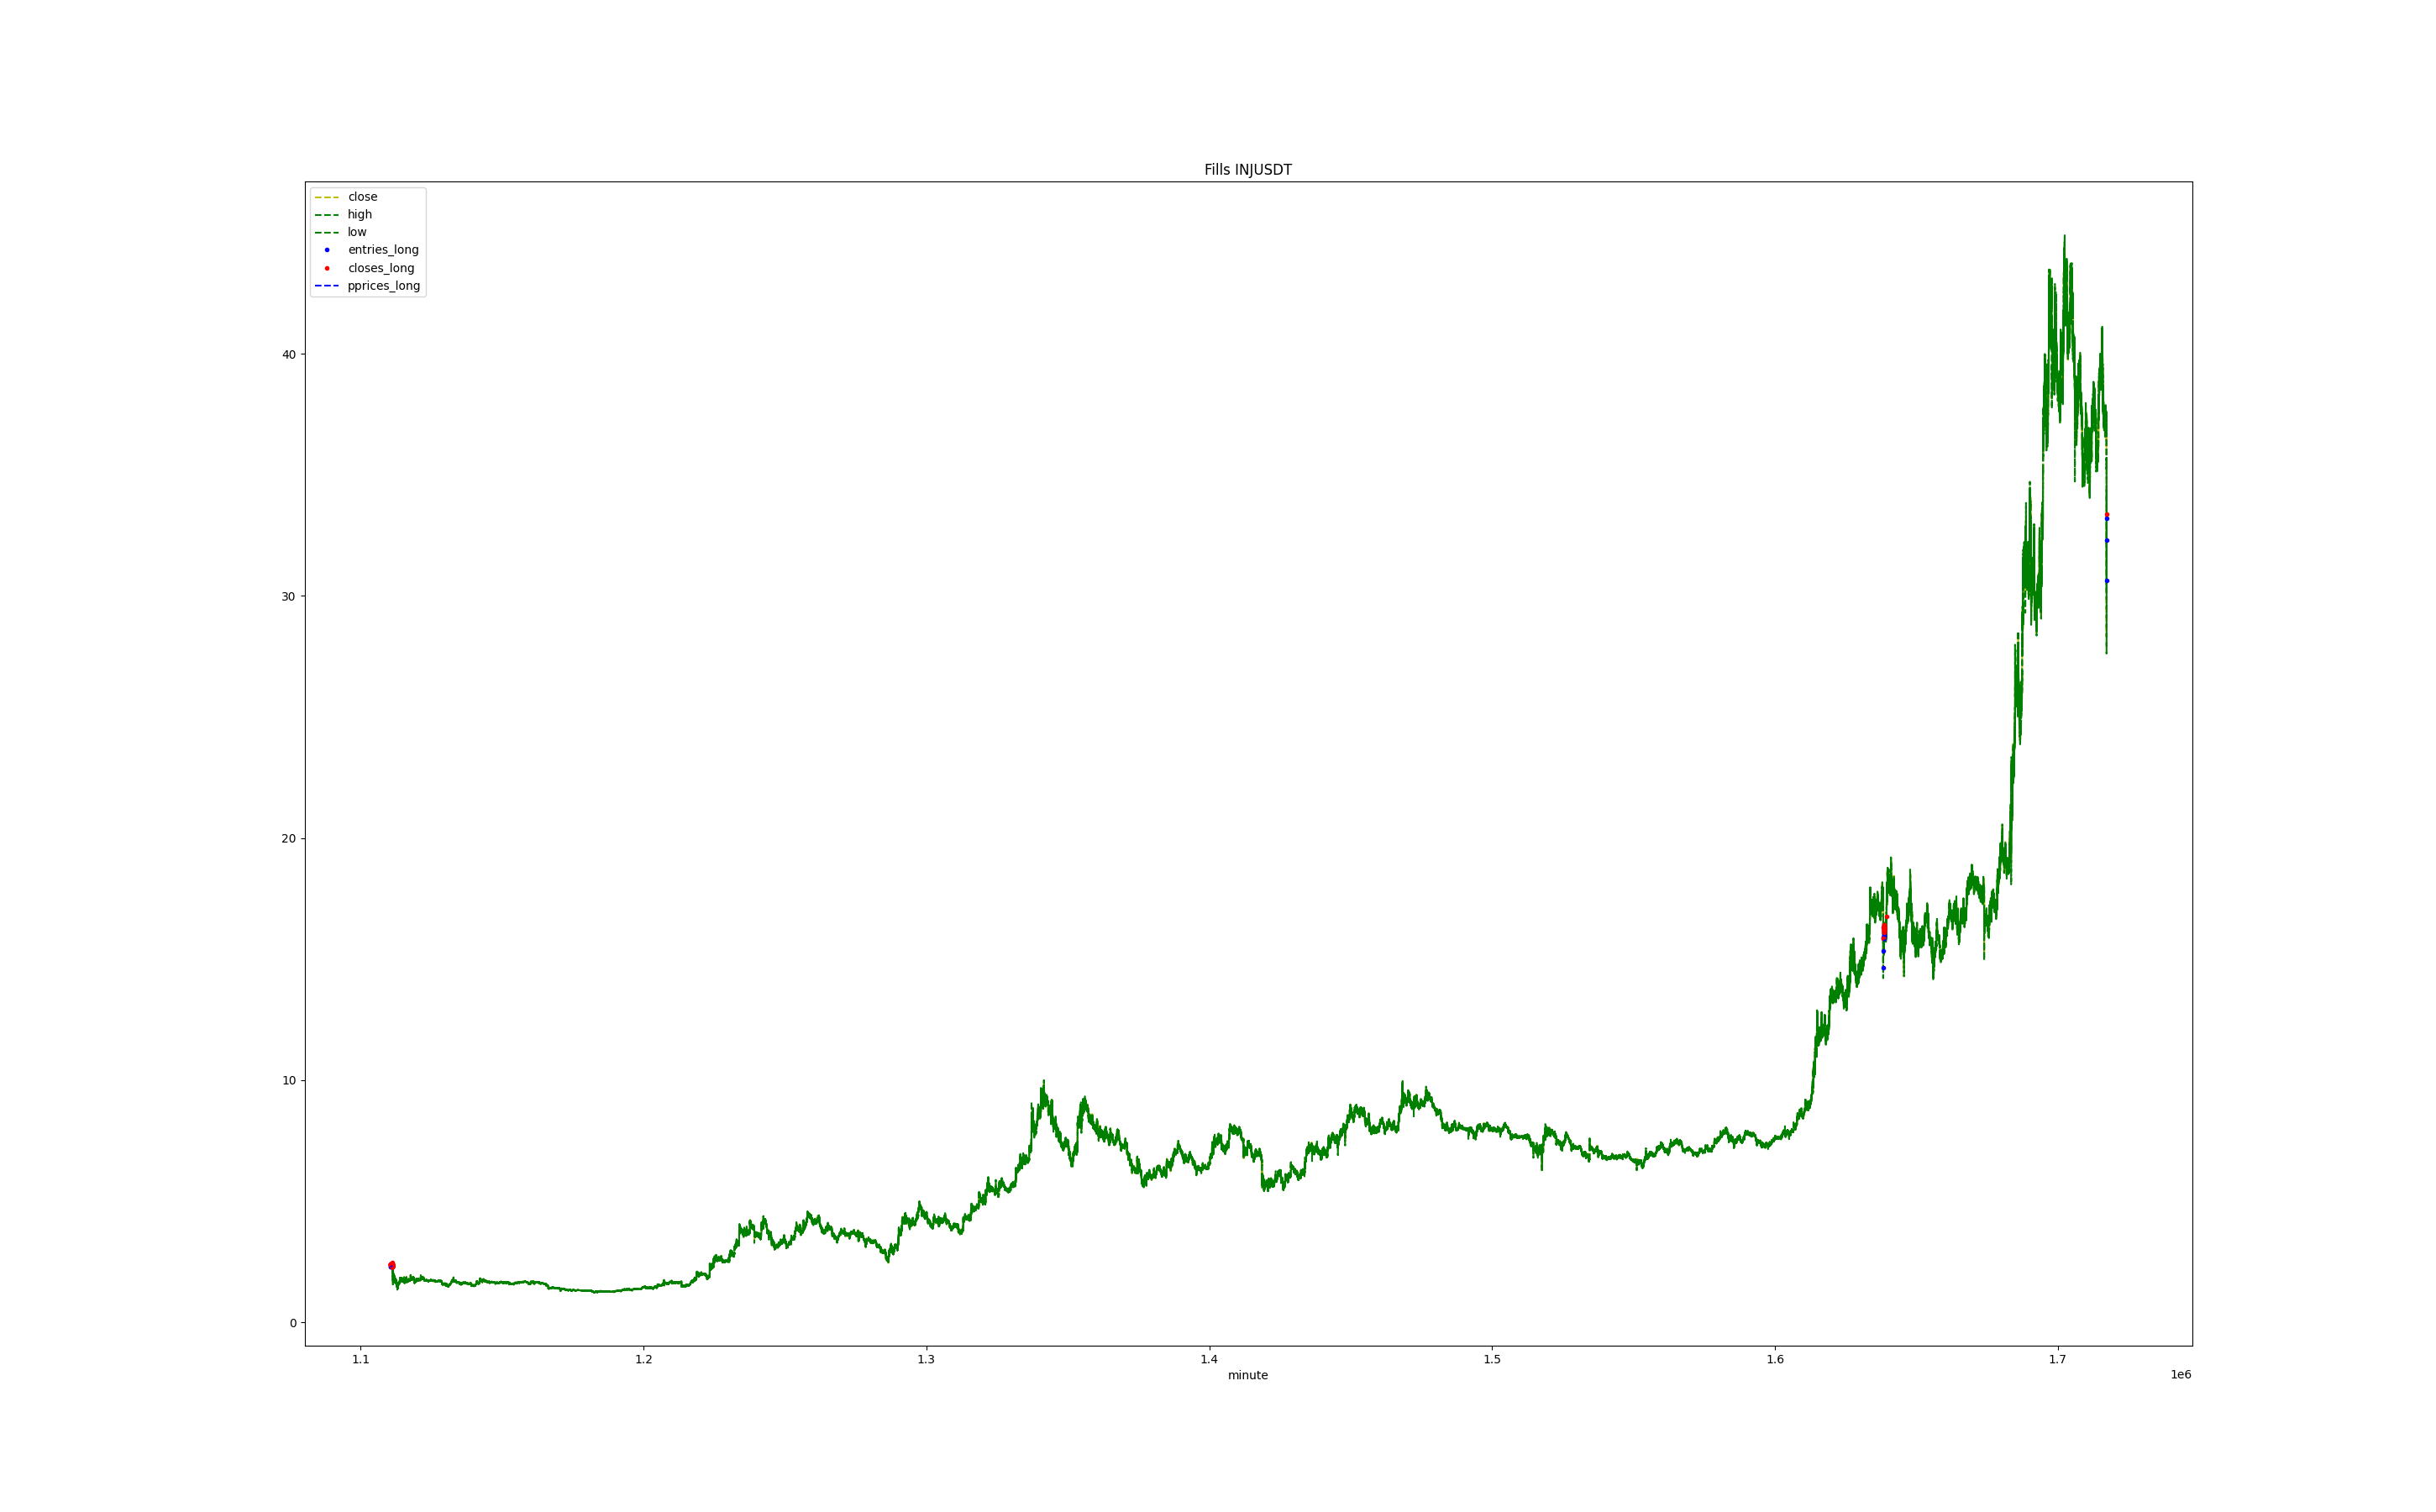 Fills INJUSDT
close
high
low
entries_long
closes_long
pprices_long
40
30
20
10
0
1.1 1.2 1.3 1.4 1.5 1.6 1.7
minute 1e6